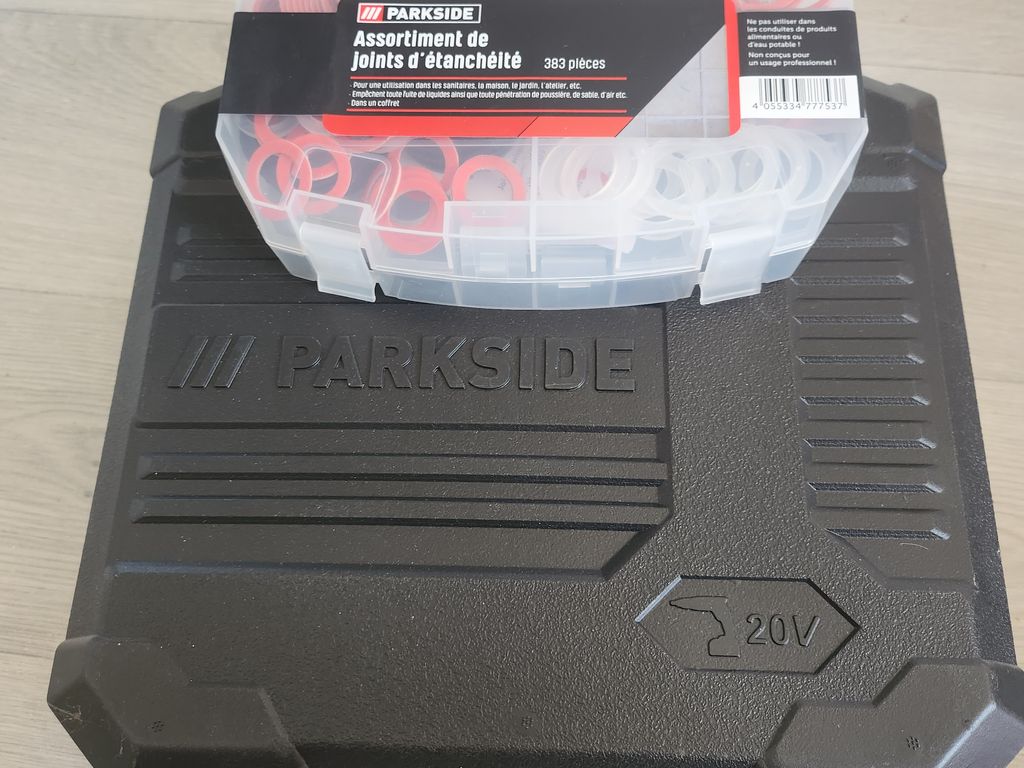 /// PARKSIDE
Assortiment de
joints d'étanchéité 383 pièces
· Pour une utilisation dans les sanitaires, la maison, le jardin, l'atelier, etc.
· Empêchent toute fuite de liquides ainsi que toute pénétration de poussière, de sable, d'air etc.
· Dans un coffret
Ne pas utiliser dans
les conduites de produits
alimentaires ou
d'eau potable !
Non conçus pour
un usage professionnel !
4 055334 777537
/// PARKSIDE
20V